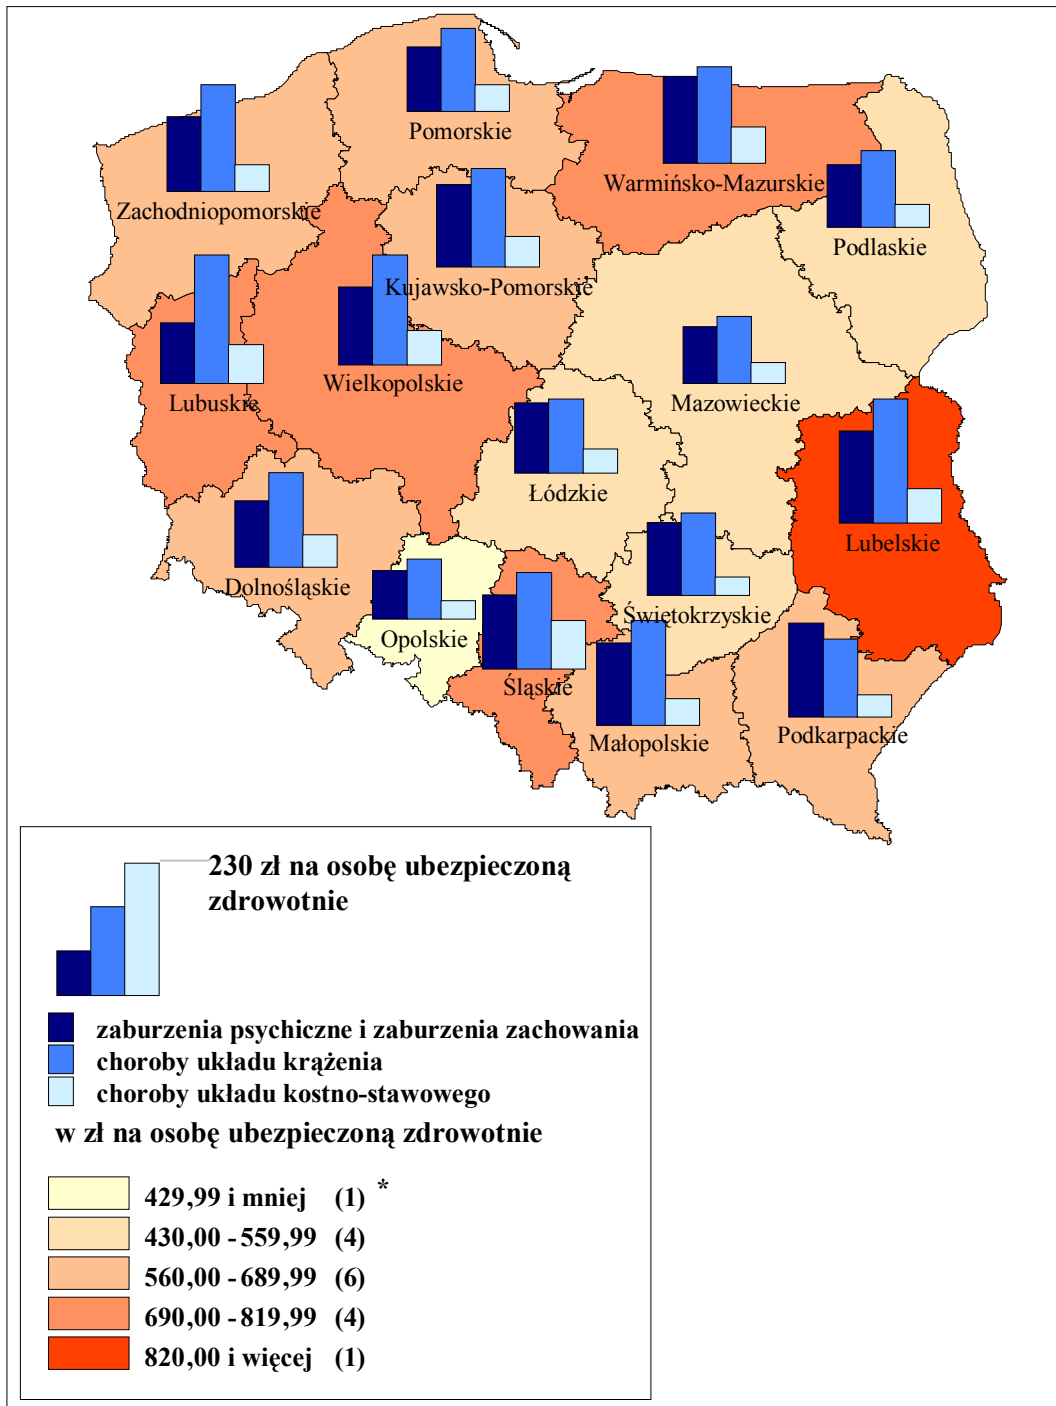 Pomorskie
Warmińsko-Mazurskie
Zachodniopomorskie
Podlaskie
Kujawsko-Pomorskie
Wielkopolskie
Lubuskie
Mazowieckie
Łódzkie
Lubelskie
Dolnośląskie
Świętokrzyskie
Opolskie
Śląskie
Małopolskie
Podkarpackie
230 zł na osobę ubezpieczoną
zdrowotnie
zaburzenia psychiczne i zaburzenia zachowania
choroby układu krążenia
choroby układu kostno-stawowego
w zł na osobę ubezpieczoną zdrowotnie
429,99 i mniej (1) *
430,00 - 559,99 (4)
560,00 - 689,99 (6)
690,00 - 819,99 (4)
820,00 i więcej (1)